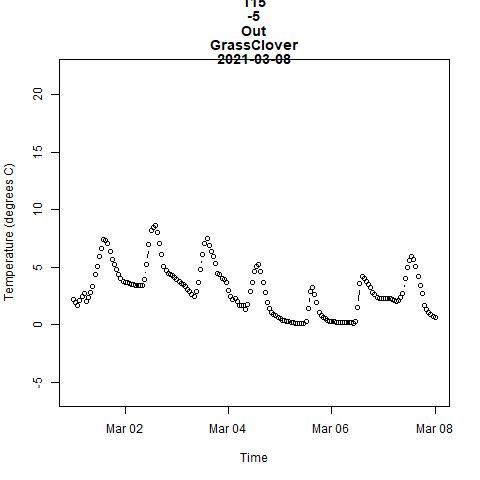 T15
-5
Out
GrassClover
2021-03-08
Temperature (degrees C)
20
15
10
5
0
-5
Mar 02
Mar 04
Mar 06
Mar 08
Time